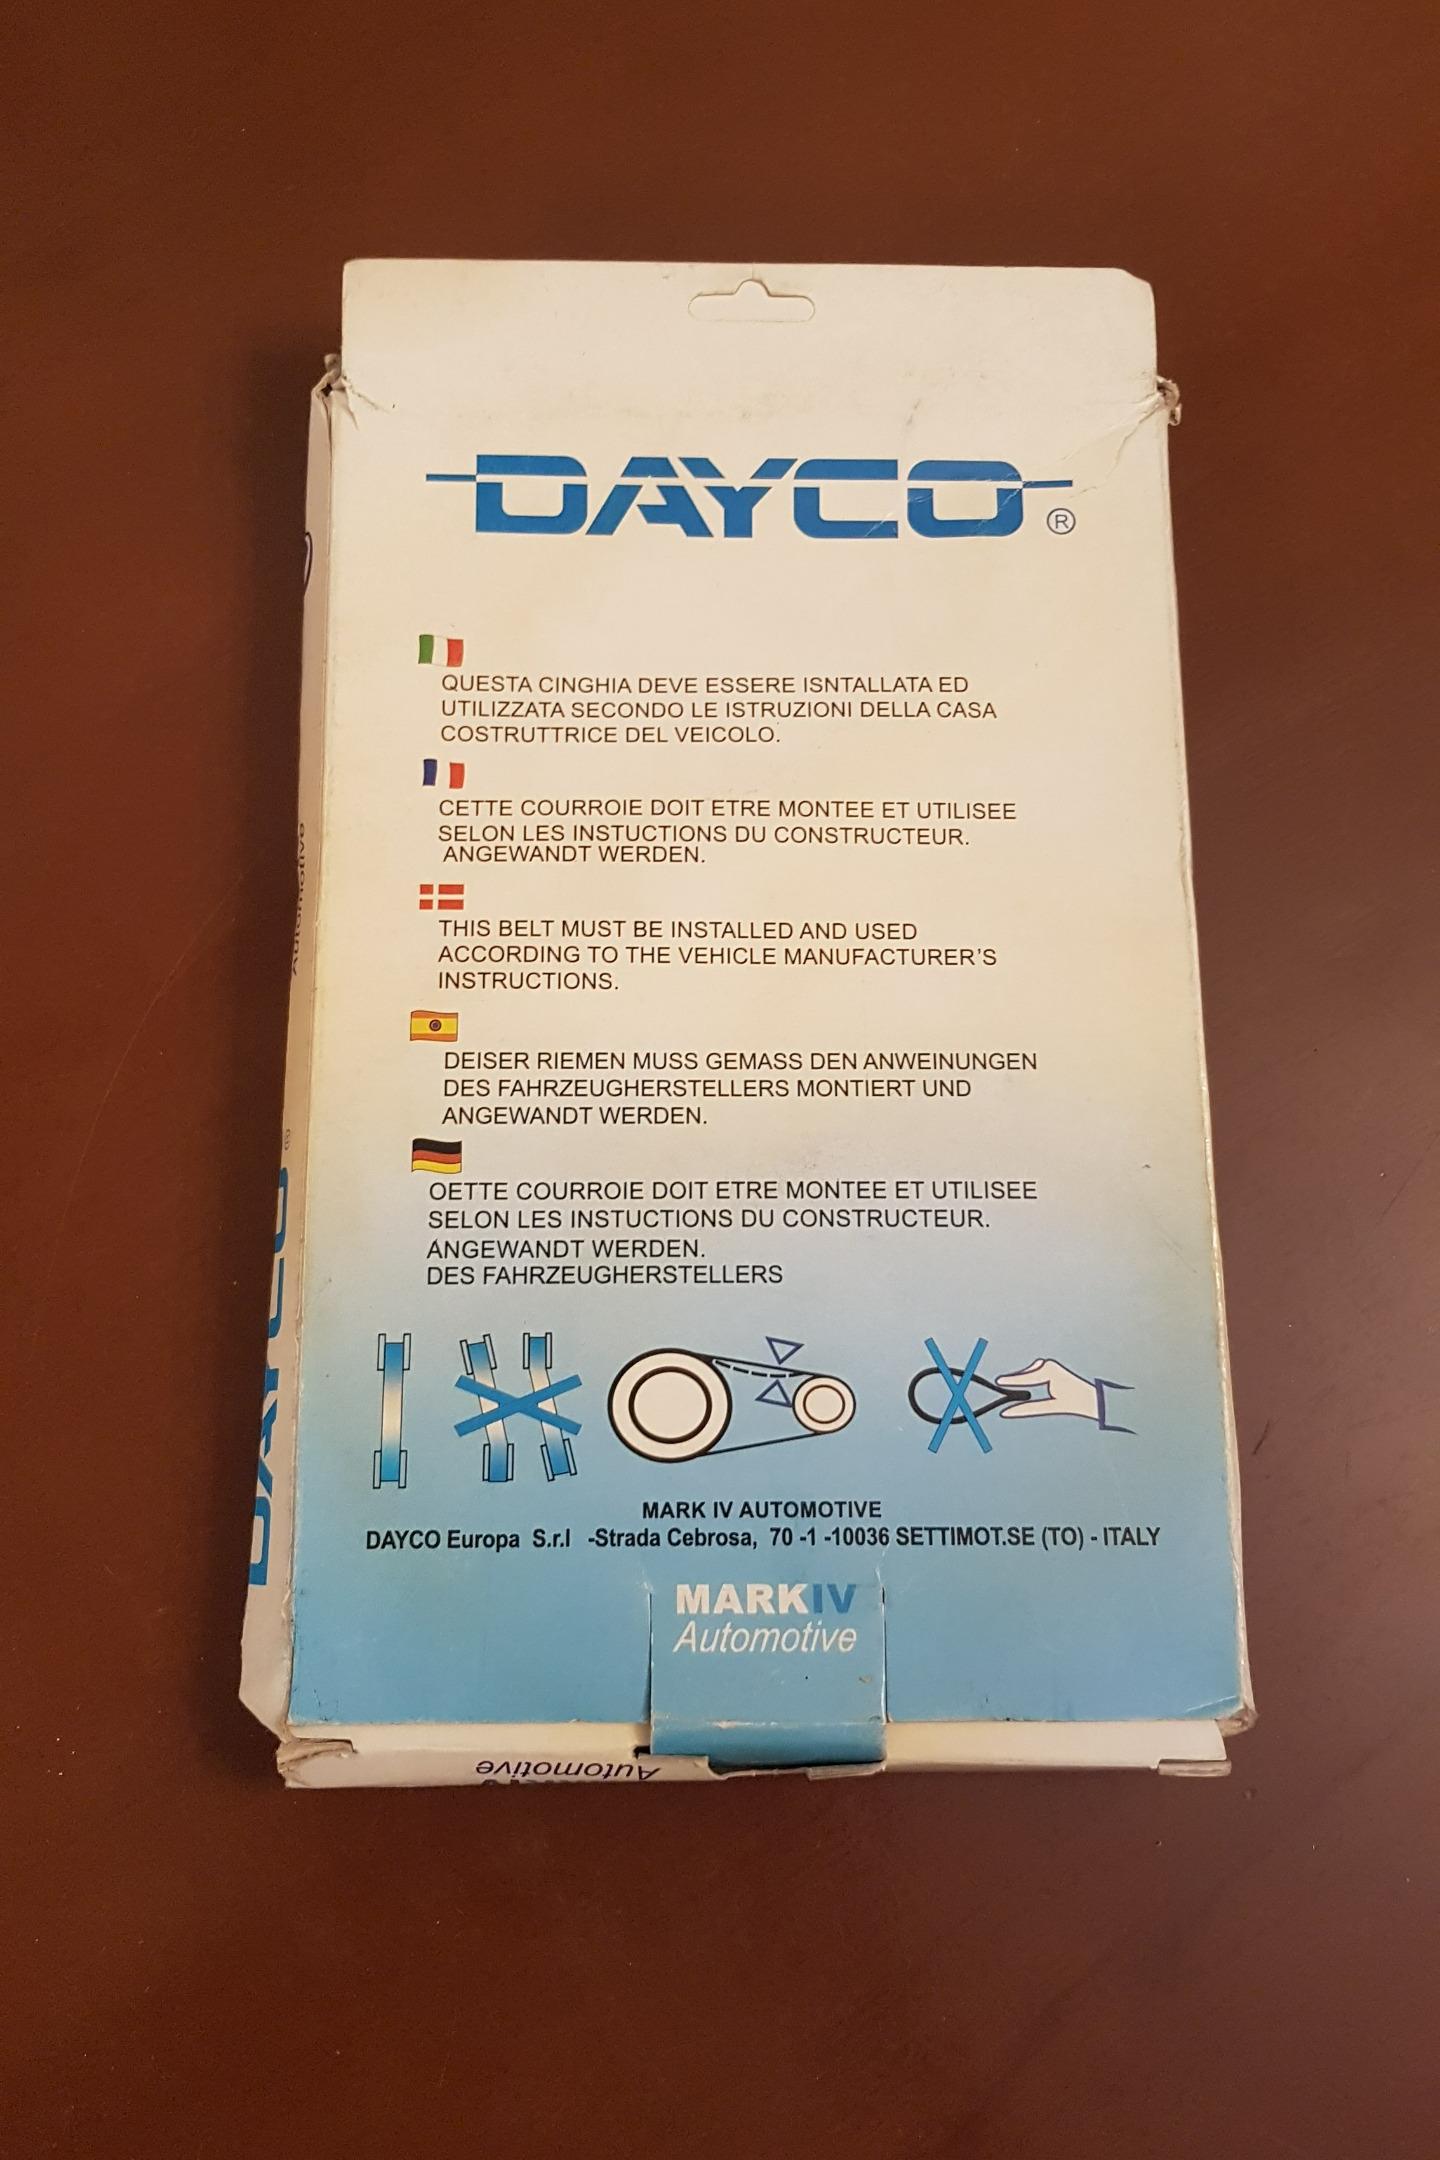 DAYCO ®
QUESTA CINGHIA DEVE ESSERE ISNTALLATA ED
UTILIZZATA SECONDO LE ISTRUZIONI DELLA CASA
COSTRUTTRICE DEL VEICOLO.
CETTE COURROIE DOIT ETRE MONTEE ET UTILISEE
SELON LES INSTUCTIONS DU CONSTRUCTEUR.
ANGEWANDT WERDEN.
THIS BELT MUST BE INSTALLED AND USED
ACCORDING TO THE VEHICLE MANUFACTURER'S
INSTRUCTIONS.
DEISER RIEMEN MUSS GEMASS DEN ANWEINUNGEN
DES FAHRZEUGHERSTELLERS MONTIERT UND
ANGEWANDT WERDEN.
OETTE COURROIE DOIT ETRE MONTEE ET UTILISEE
SELON LES INSTUCTIONS DU CONSTRUCTEUR.
ANGEWANDT WERDEN.
DES FAHRZEUGHERSTELLERS
MARK IV AUTOMOTIVE
DAYCO Europa S.r.l -Strada Cebrosa, 70 -1 -10036 SETTIMOT.SE (TO) - ITALY
MARKIV
Automotive
Automotive
DAYCO ®
Automotive